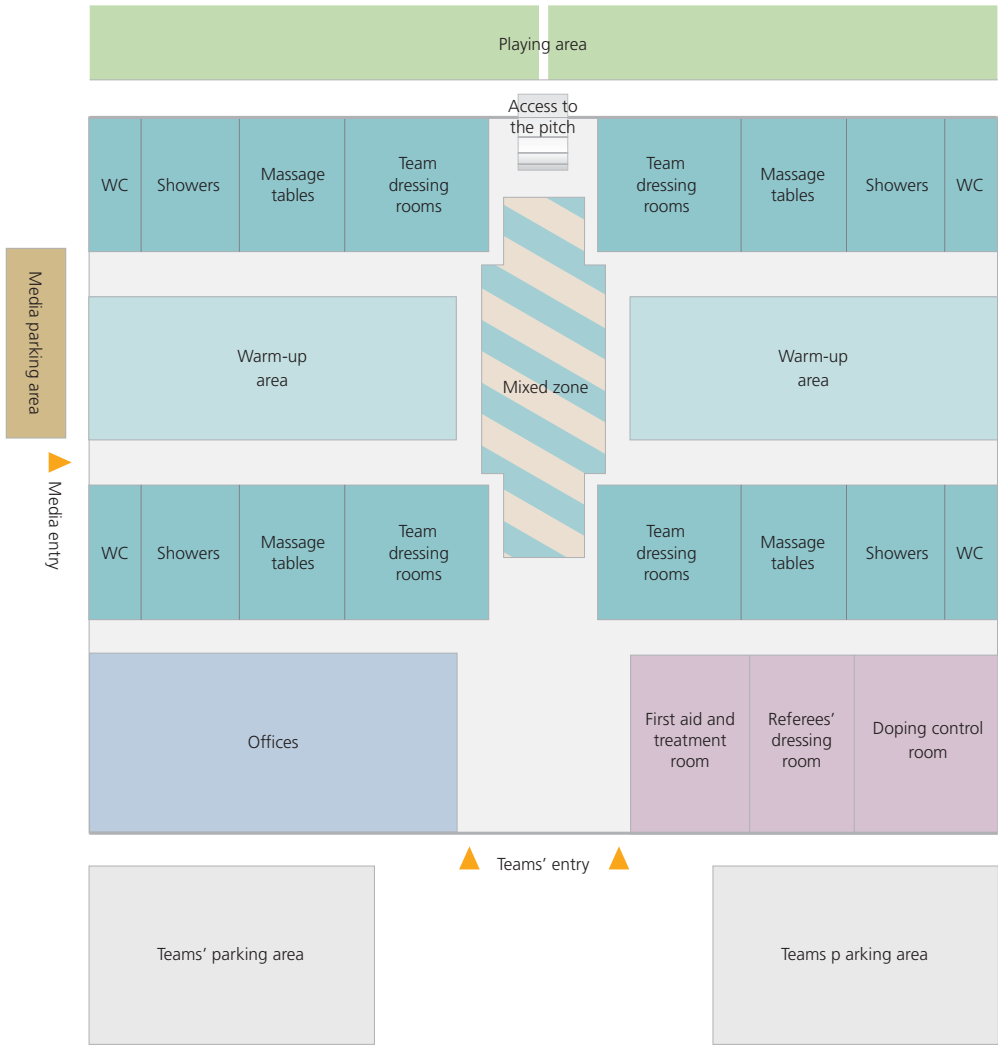 Playing area
Access to
the pitch
WC
Showers
Massage
tables
Team
dressing
rooms
Team
dressing
rooms
Massage
tables
Showers
WC
Media parking area
Warm-up
area
Mixed zone
Warm-up
area
Media entry
WC
Showers
Massage
tables
Team
dressing
rooms
Team
dressing
rooms
Massage
tables
Showers
WC
Offices
First aid and
treatment
room
Referees’
dressing
room
Doping control
room
Teams’ entry
Teams’ parking area
Teams p arking area